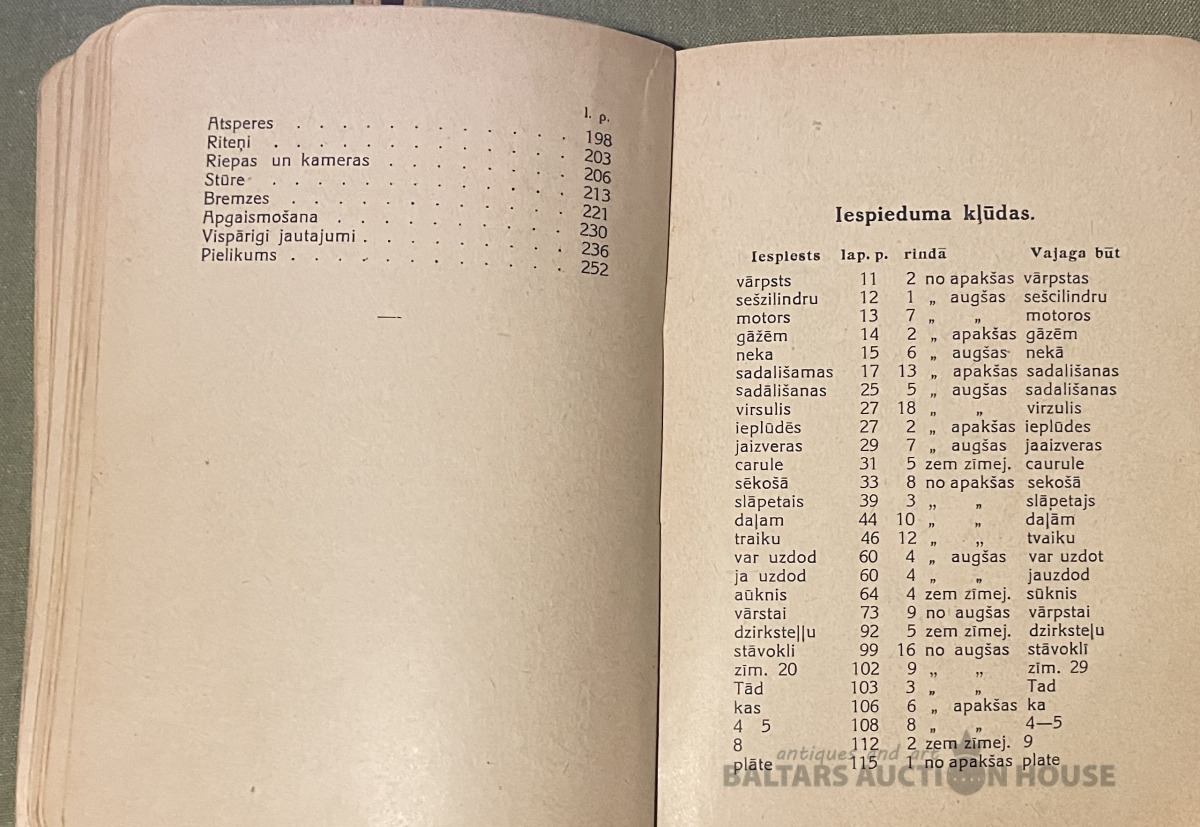 l. p.
Atsperes . . . . . . . . . . 198
Riteņi . . . . . . . . . . 203
Riepas un kameras . . . . . . 206
Stūre . . . . . . . . . . 213
Bremzes . . . . . . . . . . 221
Apgaismošana . . . . . . . . 230
Vispārigi jautajumi . . . . . . . 236
Pielikums . . . . . . . . . 252
Iespieduma kļūdas.
Iespiests lap. p. rindā Vajaga būt
vārpsts 11 2 no apakšas vārpstas
sešzilindru 12 1 „ augšas sešcilindru
motors 13 7 „ „ motoros
gāžēm 14 2 „ apakšas gāzēm
neka 15 6 „ augšas nekā
sadališamas 17 13 „ apakšas sadališanas
sadālišanas 25 5 „ augšas sadališanas
virsulis 27 18 „ „ virzulis
ieplūdēs 27 2 „ apakšas ieplūdes
jaizveras 29 7 „ augšas jaaizveras
carule 31 5 zem zīmej. caurule
sēkošā 33 8 no apakšas sekošā
slāpetais 39 3 „ „ slāpetajs
daļam 44 10 „ „ daļām
traiku 46 12 „ „ tvaiku
var uzdod 60 4 „ augšas var uzdot
ja uzdod 60 4 „ „ jauzdod
aūknis 64 4 zem zīmej. sūknis
vārstai 73 9 no augšas vārpstai
dzirksteļļu 92 5 zem zīmej. dzirksteļu
stāvokli 99 16 no augšas stāvoklī
zīm. 20 102 9 „ „ zīm. 29
Tād 103 3 „ „ Tad
kas 106 6 „ apakšas ka
4 5 108 8 „ „ 4—5
8 112 2 zem zīmej. 9
plāte 115 1 no apakšas plate
antiques and art
BALTARS AUCTION HOUSE